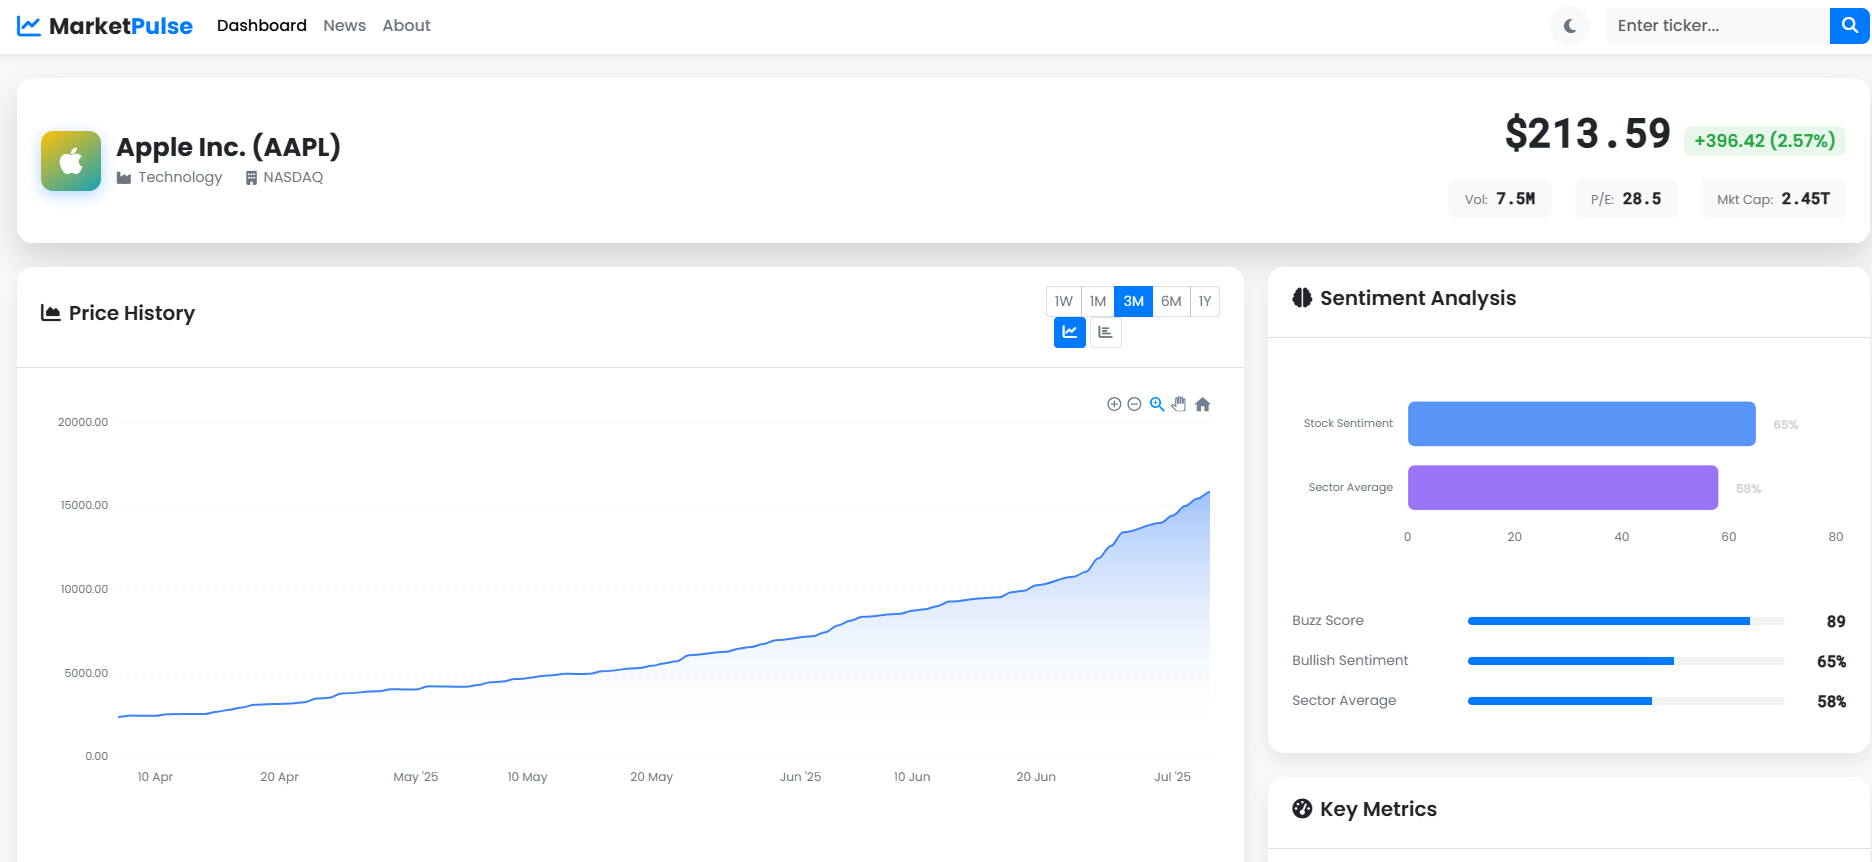 MarketPulse Dashboard News About Enter ticker...
Apple Inc. (AAPL)
Technology NASDAQ
$213.59 +396.42 (2.57%)
Vol: 7.5M P/E: 28.5 Mkt Cap: 2.45T
Price History
1W 1M 3M 6M 1Y
20000.00
15000.00
10000.00
5000.00
0.00
10 Apr 20 Apr May '25 10 May 20 May Jun '25 10 Jun 20 Jun Jul '25
Sentiment Analysis
Stock Sentiment 65%
Sector Average 58%
0 20 40 60 80
Buzz Score 89
Bullish Sentiment 65%
Sector Average 58%
Key Metrics